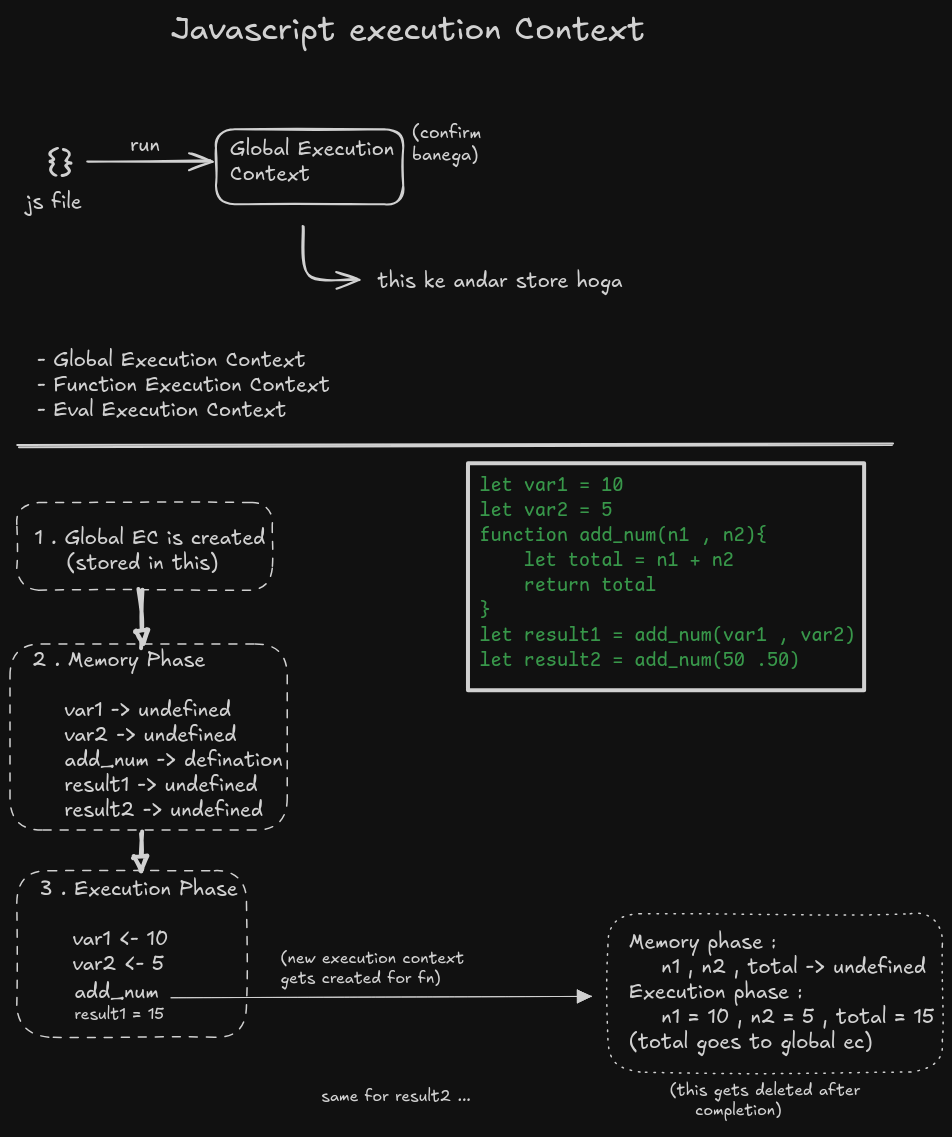 Javascript execution Context
{}
run
js file
Global Execution
Context
(confirm
banega)
this ke andar store hoga
- Global Execution Context
- Function Execution Context
- Eval Execution Context
let var1 = 10
let var2 = 5
function add_num(n1 , n2){
    let total = n1 + n2
    return total
}
let result1 = add_num(var1 , var2)
let result2 = add_num(50 .50)
1 . Global EC is created
(stored in this)
2 . Memory Phase
var1 -> undefined
var2 -> undefined
add_num -> defination
result1 -> undefined
result2 -> undefined
3 . Execution Phase
var1 <- 10
var2 <- 5
add_num
result1 = 15
(new execution context
gets created for fn)
Memory phase :
n1 , n2 , total -> undefined
Execution phase :
n1 = 10 , n2 = 5 , total = 15
(total goes to global ec)
(this gets deleted after
completion)
same for result2 ...